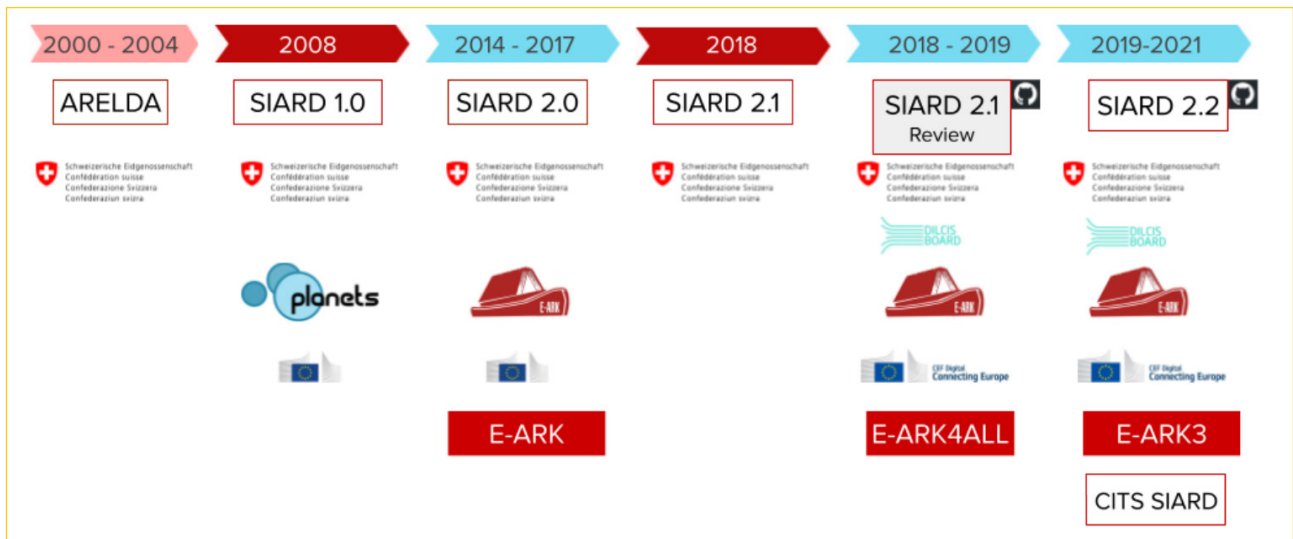 2000 - 2004
2008
2014 - 2017
2018
2018 - 2019
2019-2021
ARELDA
SIARD 1.0
SIARD 2.0
SIARD 2.1
SIARD 2.1
Review
SIARD 2.2
Schweizerische Eidgenossenschaft
Confédération suisse
Confederazione Svizzera
Confederaziun svizra
Schweizerische Eidgenossenschaft
Confédération suisse
Confederazione Svizzera
Confederaziun svizra
Schweizerische Eidgenossenschaft
Confédération suisse
Confederazione Svizzera
Confederaziun svizra
Schweizerische Eidgenossenschaft
Confédération suisse
Confederazione Svizzera
Confederaziun svizra
Schweizerische Eidgenossenschaft
Confédération suisse
Confederazione Svizzera
Confederaziun svizra
Schweizerische Eidgenossenschaft
Confédération suisse
Confederazione Svizzera
Confederaziun svizra
DILCIS
BOARD
DILCIS
BOARD
planets
E-ARK
E-ARK
E-ARK
CEF Digital
Connecting Europe
CEF Digital
Connecting Europe
E-ARK
E-ARK4ALL
E-ARK3
CITS SIARD